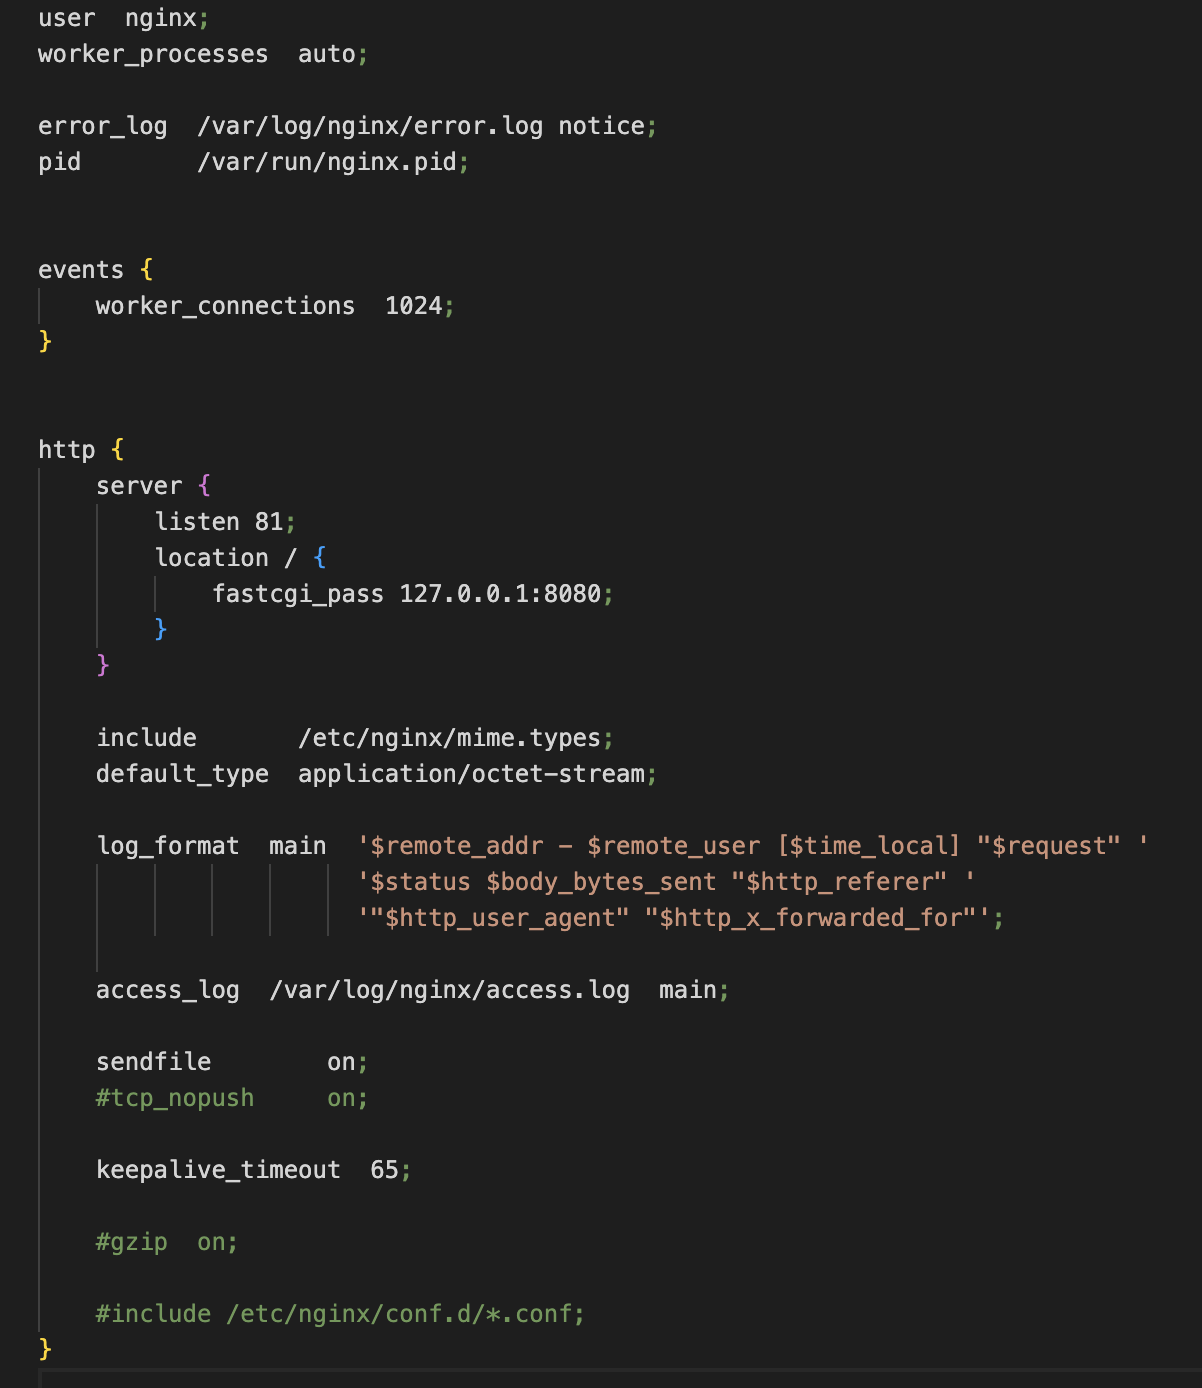 user  nginx;
worker_processes  auto;
error_log  /var/log/nginx/error.log notice;
pid        /var/run/nginx.pid;
events {
    worker_connections  1024;
}
http {
    server {
        listen 81;
        location / {
            fastcgi_pass 127.0.0.1:8080;
        }
    }
    include       /etc/nginx/mime.types;
    default_type  application/octet-stream;
    log_format  main  '$remote_addr - $remote_user [$time_local] "$request" '
                      '$status $body_bytes_sent "$http_referer" '
                      '"$http_user_agent" "$http_x_forwarded_for"';
    access_log  /var/log/nginx/access.log  main;
    sendfile        on;
    #tcp_nopush     on;
    keepalive_timeout  65;
    #gzip  on;
    #include /etc/nginx/conf.d/*.conf;
}